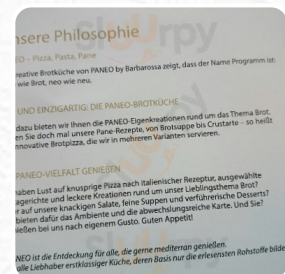 nsere Philosophie
EO – Pizza, Pasta, Pane
reative Brotküche von PANEO by Barbarossa zeigt, dass der Name Programm ist:
wie Brot, neo wie neu.
UND EINZIGARTIG: DIE PANEO-BROTKÜCHE
dazu bieten wir Ihnen die PANEO-Eigenkreationen rund um das Thema Brot.
en Sie doch mal unsere Pane-Rezepte, von Brotsuppe bis Crustarte – so heißt
nnovative Brotpizza, die wir in mehreren Varianten servieren.
PANEO-VIELFALT GENIEßEN
haben Lust auf knusprige Pizza nach italienischer Rezeptur, ausgewählte
agerichte und leckere Kreationen rund um unser Lieblingsthema Brot?
r auf unsere knackigen Salate, feine Suppen und verführerische Desserts?
bieten dafür das Ambiente und die abwechslungsreiche Karte. Und Sie?
ießen bei uns nach eigenem Gusto. Guten Appetit!
NEO ist die Entdeckung für alle, die gerne mediterran genießen.
alle Liebhaber erstklassiger Küche, deren Basis nur die erlesensten Rohstoffe bilde